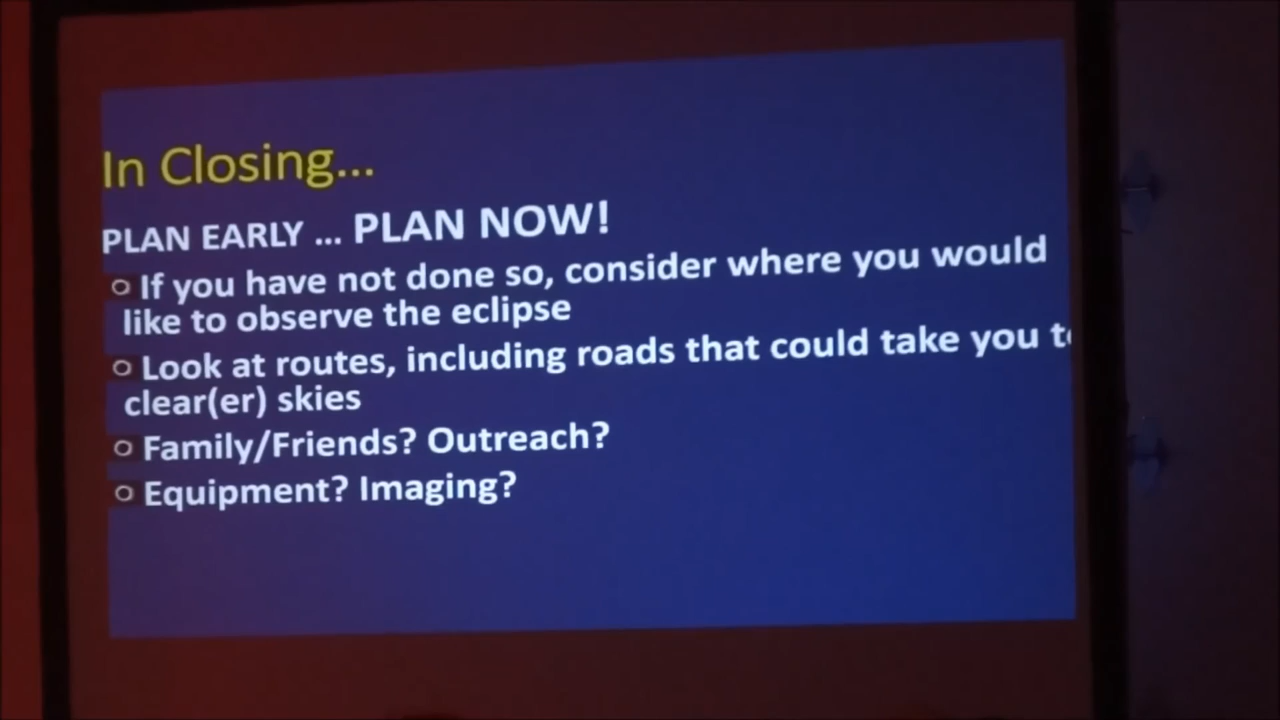 In Closing...
PLAN EARLY ... PLAN NOW!
o If you have not done so, consider where you would
like to observe the eclipse
o Look at routes, including roads that could take you to
clear(er) skies
o Family/Friends? Outreach?
o Equipment? Imaging?